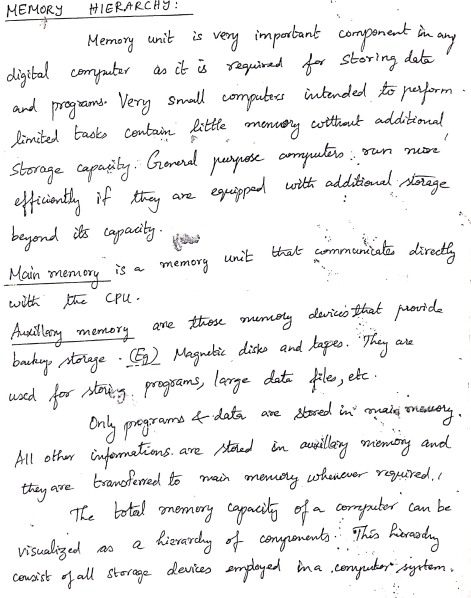 MEMORY HIERARCHY:
Memory unit is very important component in any
digital computer as it is required for storing data
and programs. Very small computers intended to perform
limited tasks contain little memory without additional
storage capacity. General purpose computers run more
efficiently if they are equipped with additional storage
beyond its capacity.
Main memory is a memory unit that communicates directly
with the CPU.
Auxillary memory are those memory devices that provide
backup storage. (Eg) Magnetic disks and tapes. They are
used for storing programs, large data files, etc.
Only programs & data are stored in main memory.
All other informations are stored in auxillary memory and
they are transferred to main memory whenever required.
The total memory capacity of a computer can be
visualized as a hierarchy of components. This hierarchy
consist of all storage devices employed in a computer system.